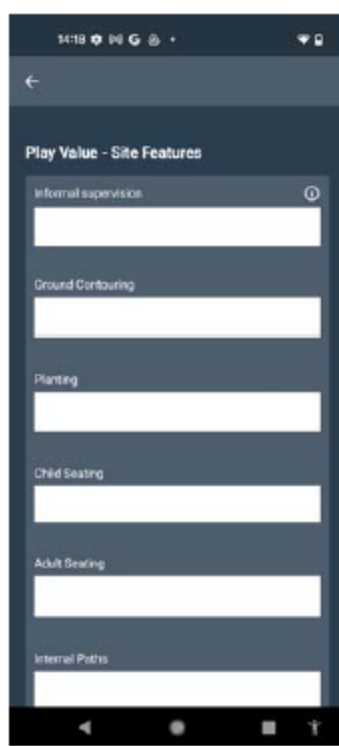 14:18 G
Play Value - Site Features
Informal supervision
Ground Contouring
Planting
Child Seating
Adult Seating
Internal Paths